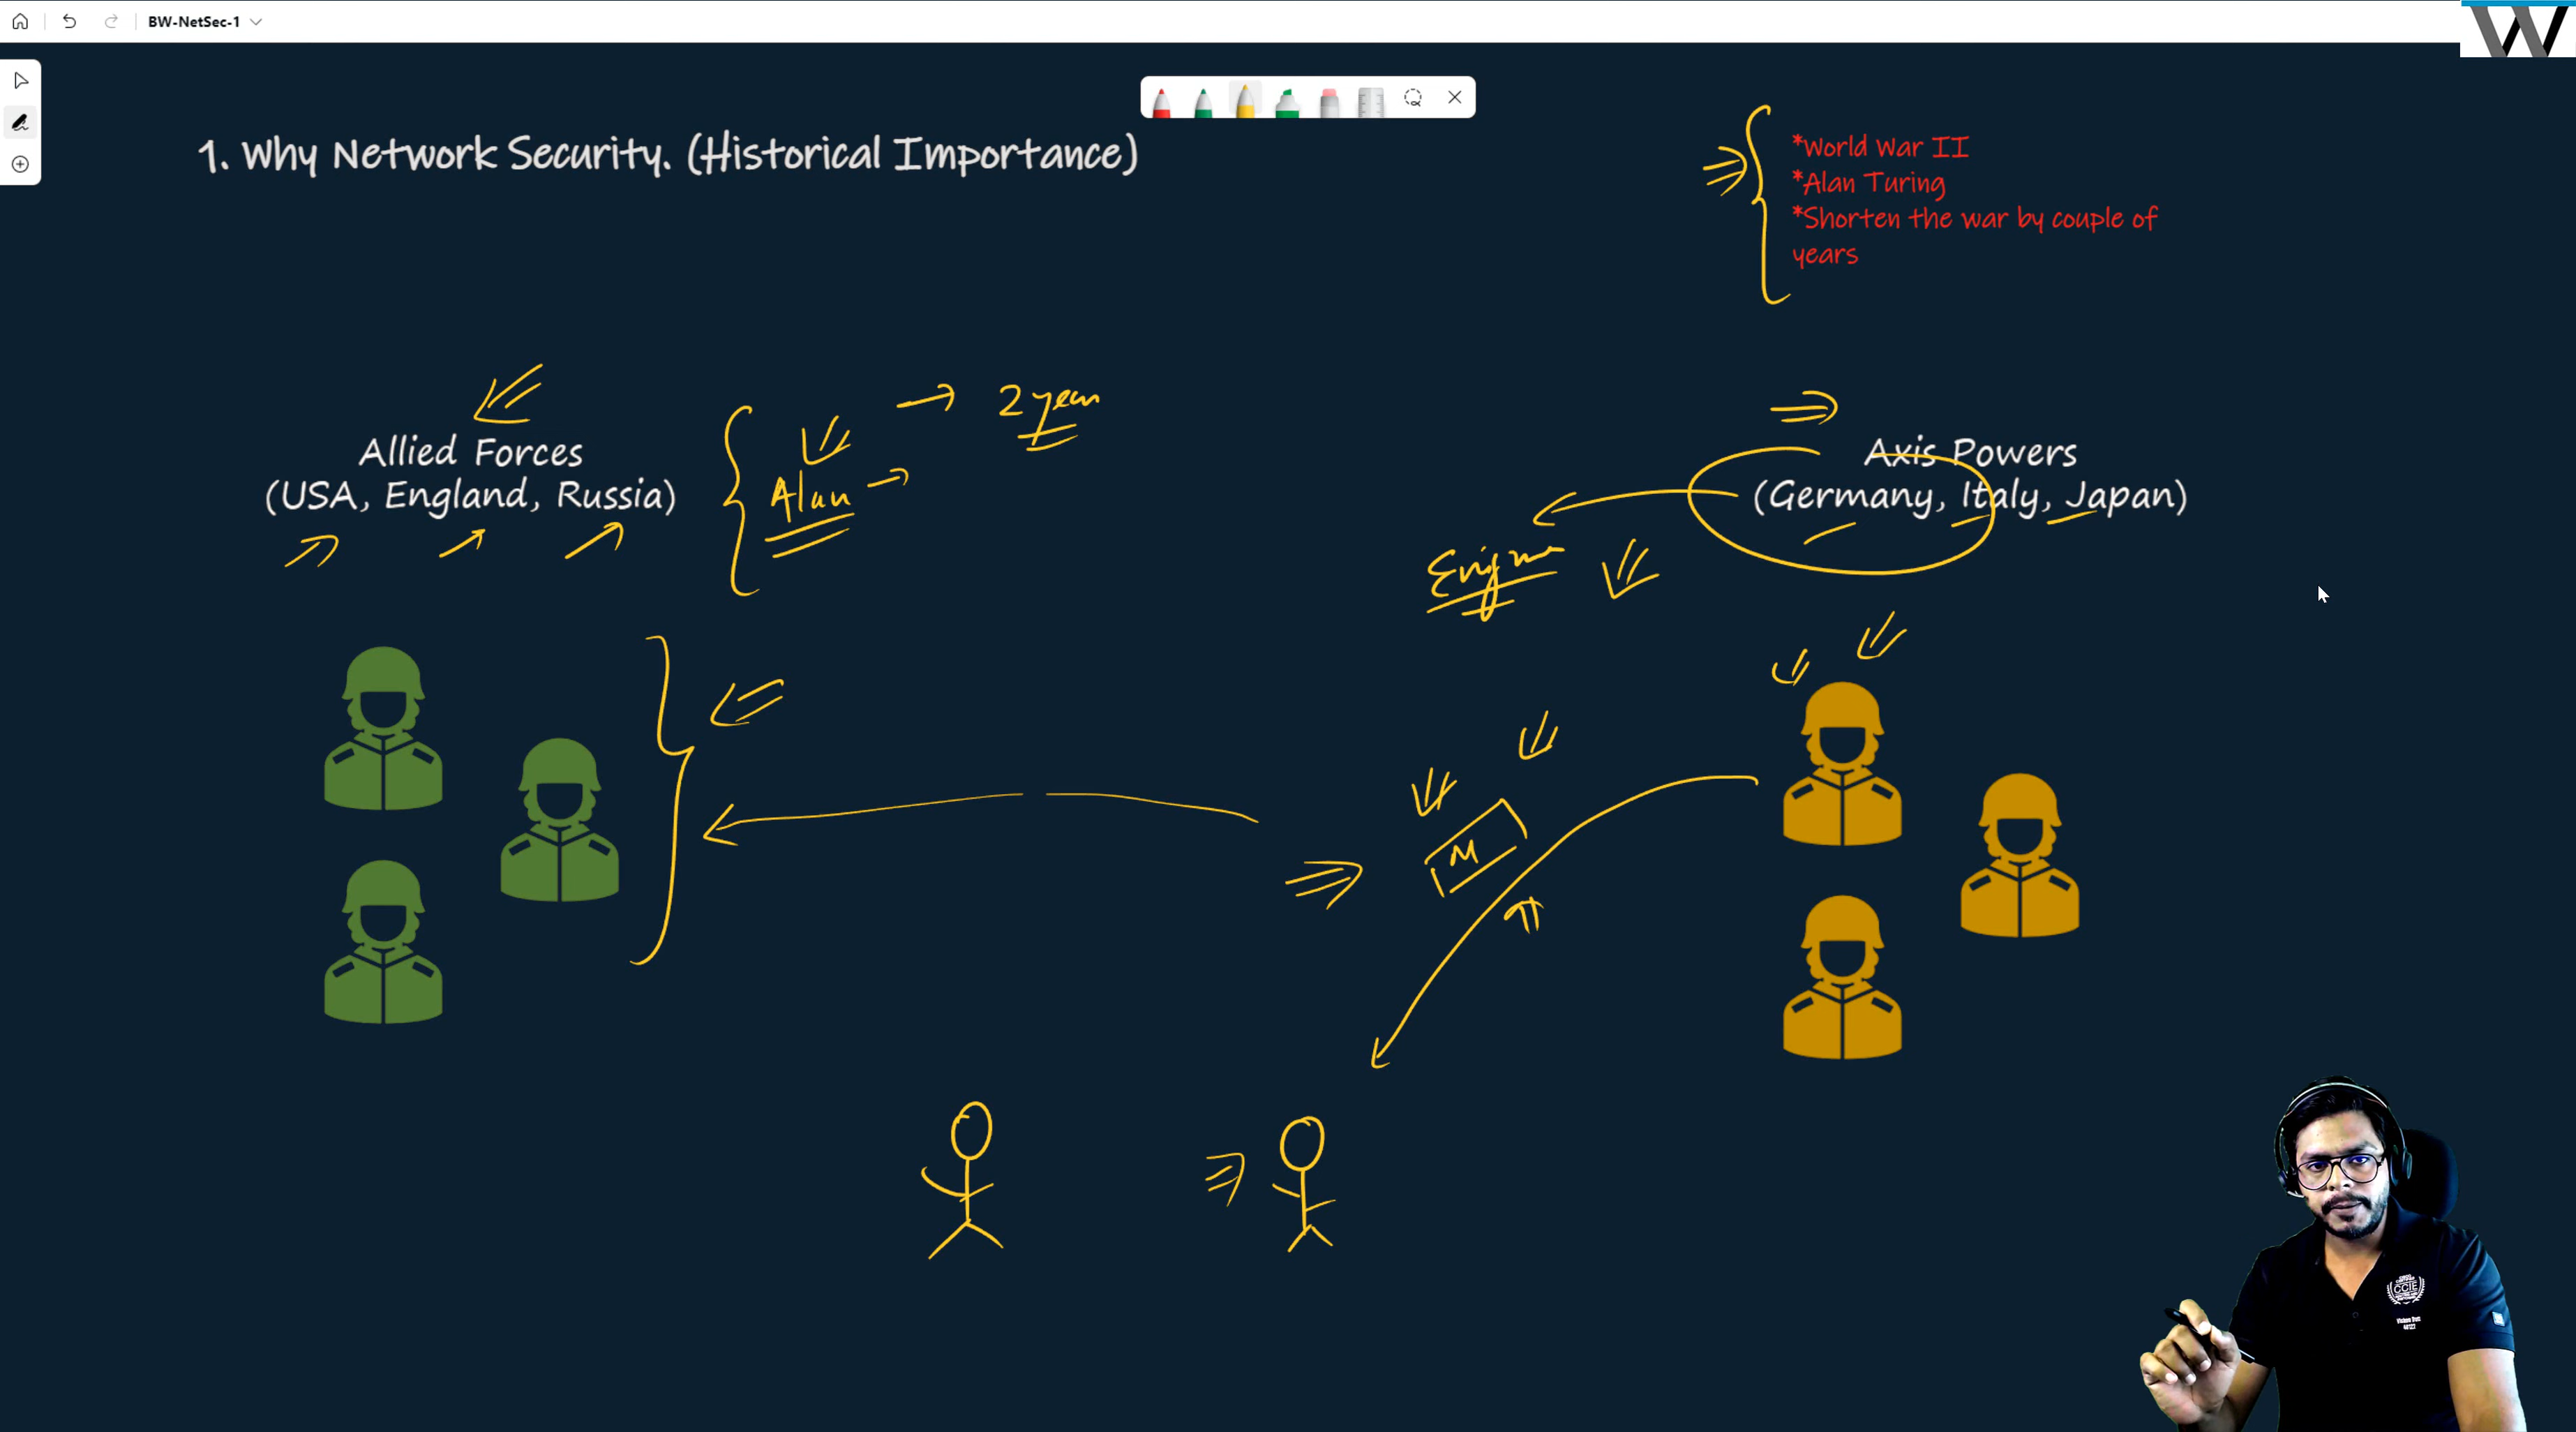 BW-NetSec-1
W
1. Why Network Security. (Historical Importance)
*World War II
*Alan Turing
*Shorten the war by couple of
years
2 year
Allied Forces
(USA, England, Russia)
Alan
Axis Powers
(Germany, Italy, Japan)
Enigma
M
CCIE